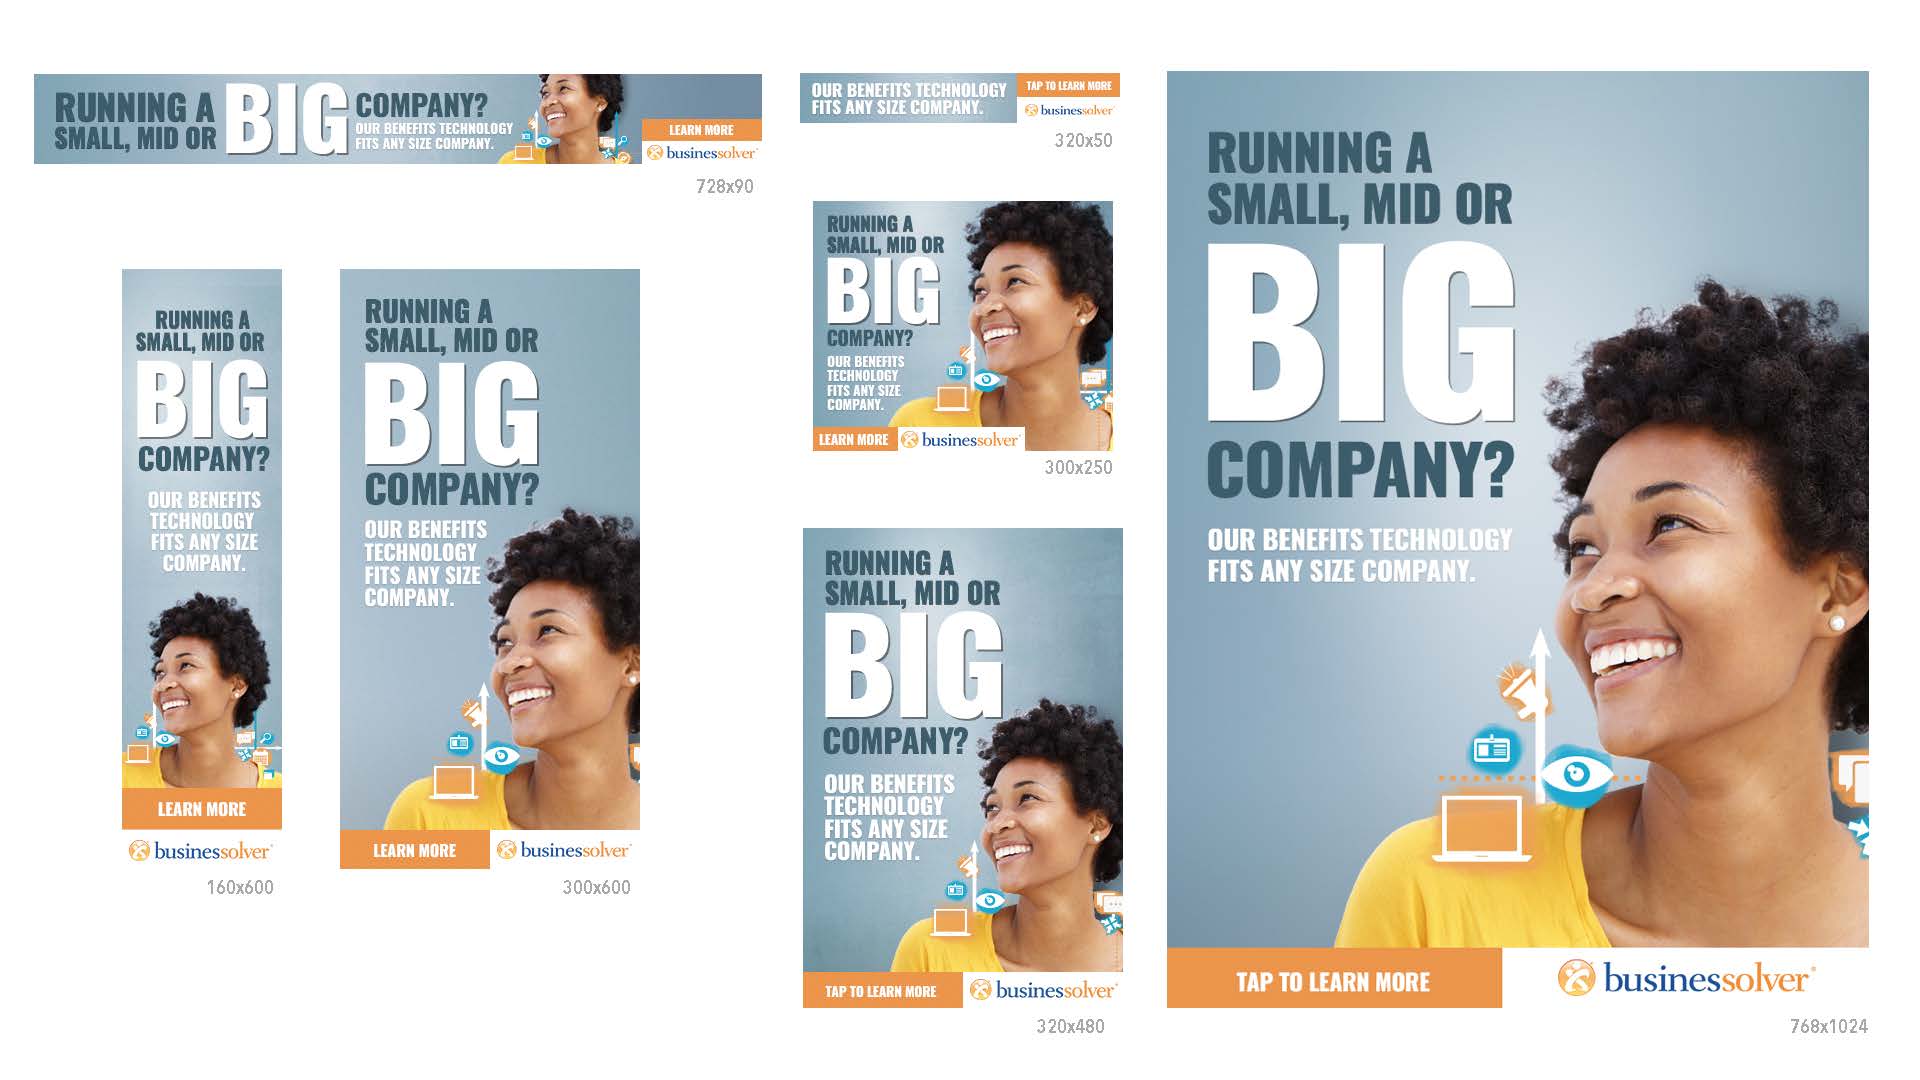 RUNNING A
SMALL, MID OR
BIG
COMPANY?
OUR BENEFITS TECHNOLOGY
FITS ANY SIZE COMPANY.
LEARN MORE
businessolver
728x90
OUR BENEFITS TECHNOLOGY
FITS ANY SIZE COMPANY.
TAP TO LEARN MORE
businessolver
320x50
RUNNING A
SMALL, MID OR
BIG
COMPANY?
OUR BENEFITS
TECHNOLOGY
FITS ANY SIZE
COMPANY.
LEARN MORE
businessolver
160x600
RUNNING A
SMALL, MID OR
BIG
COMPANY?
OUR BENEFITS
TECHNOLOGY
FITS ANY SIZE
COMPANY.
LEARN MORE
businessolver
300x600
RUNNING A
SMALL, MID OR
BIG
COMPANY?
OUR BENEFITS
TECHNOLOGY
FITS ANY SIZE
COMPANY.
LEARN MORE
businessolver
300x250
RUNNING A
SMALL, MID OR
BIG
COMPANY?
OUR BENEFITS
TECHNOLOGY
FITS ANY SIZE
COMPANY.
TAP TO LEARN MORE
businessolver
320x480
RUNNING A
SMALL, MID OR
BIG
COMPANY?
OUR BENEFITS TECHNOLOGY
FITS ANY SIZE COMPANY.
TAP TO LEARN MORE
businessolver
768x1024